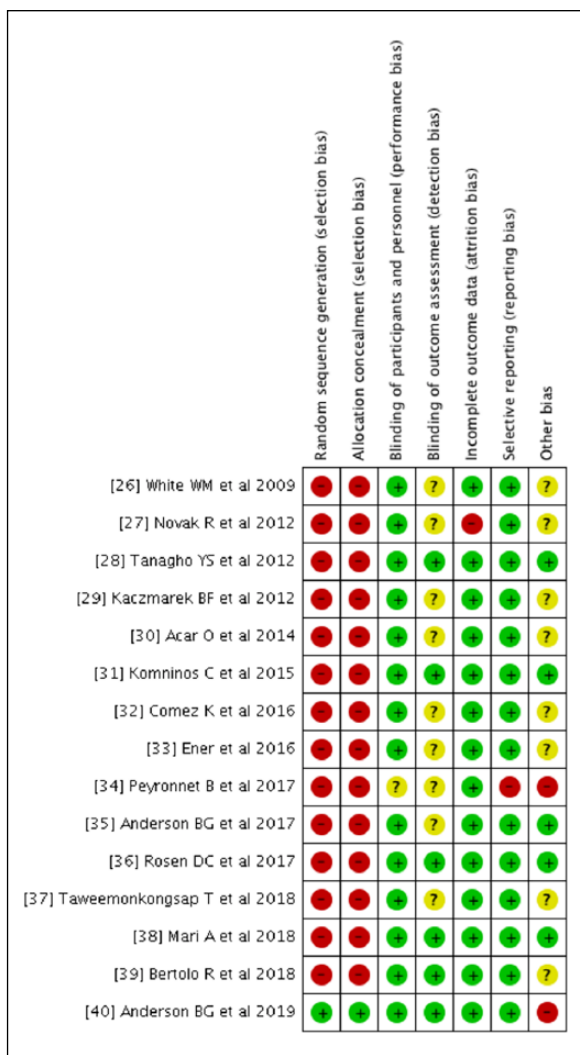 Random sequence generation (selection bias)
Allocation concealment (selection bias)
Blinding of participants and personnel (performance bias)
Blinding of outcome assessment (detection bias)
Incomplete outcome data (attrition bias)
Selective reporting (reporting bias)
Other bias
[26] White WM et al 2009 - - + ? + + ?
[27] Novak R et al 2012 - - + ? - + ?
[28] Tanagho YS et al 2012 - - + + + + +
[29] Kaczmarek BF et al 2012 - - + ? + + ?
[30] Acar O et al 2014 - - + ? + + ?
[31] Komninos C et al 2015 - - + + + + +
[32] Comez K et al 2016 - - + ? + + ?
[33] Ener et al 2016 - - + ? + + ?
[34] Peyronnet B et al 2017 - - ? ? + - -
[35] Anderson BG et al 2017 - - + ? + + +
[36] Rosen DC et al 2017 - - + + + + +
[37] Taweemonkongsap T et al 2018 - - + ? + + ?
[38] Mari A et al 2018 - - + + + + +
[39] Bertolo R et al 2018 - - + + + + ?
[40] Anderson BG et al 2019 + + + + + + -